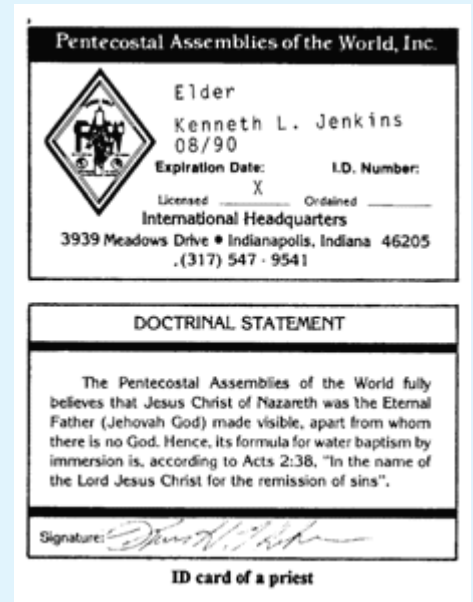 Pentecostal Assemblies of the World, Inc.
Elder
Kenneth L. Jenkins
08/90
Expiration Date: I.D. Number:
X
Licensed ________ Ordained ________
International Headquarters
3939 Meadows Drive • Indianapolis, Indiana 46205
.(317) 547 - 9541
DOCTRINAL STATEMENT
The Pentecostal Assemblies of the World fully
believes that Jesus Christ of Nazareth was the Eternal
Father (Jehovah God) made visible, apart from whom
there is no God. Hence, its formula for water baptism by
immersion is, according to Acts 2:38, "In the name of
the Lord Jesus Christ for the remission of sins".
Signature:
ID card of a priest